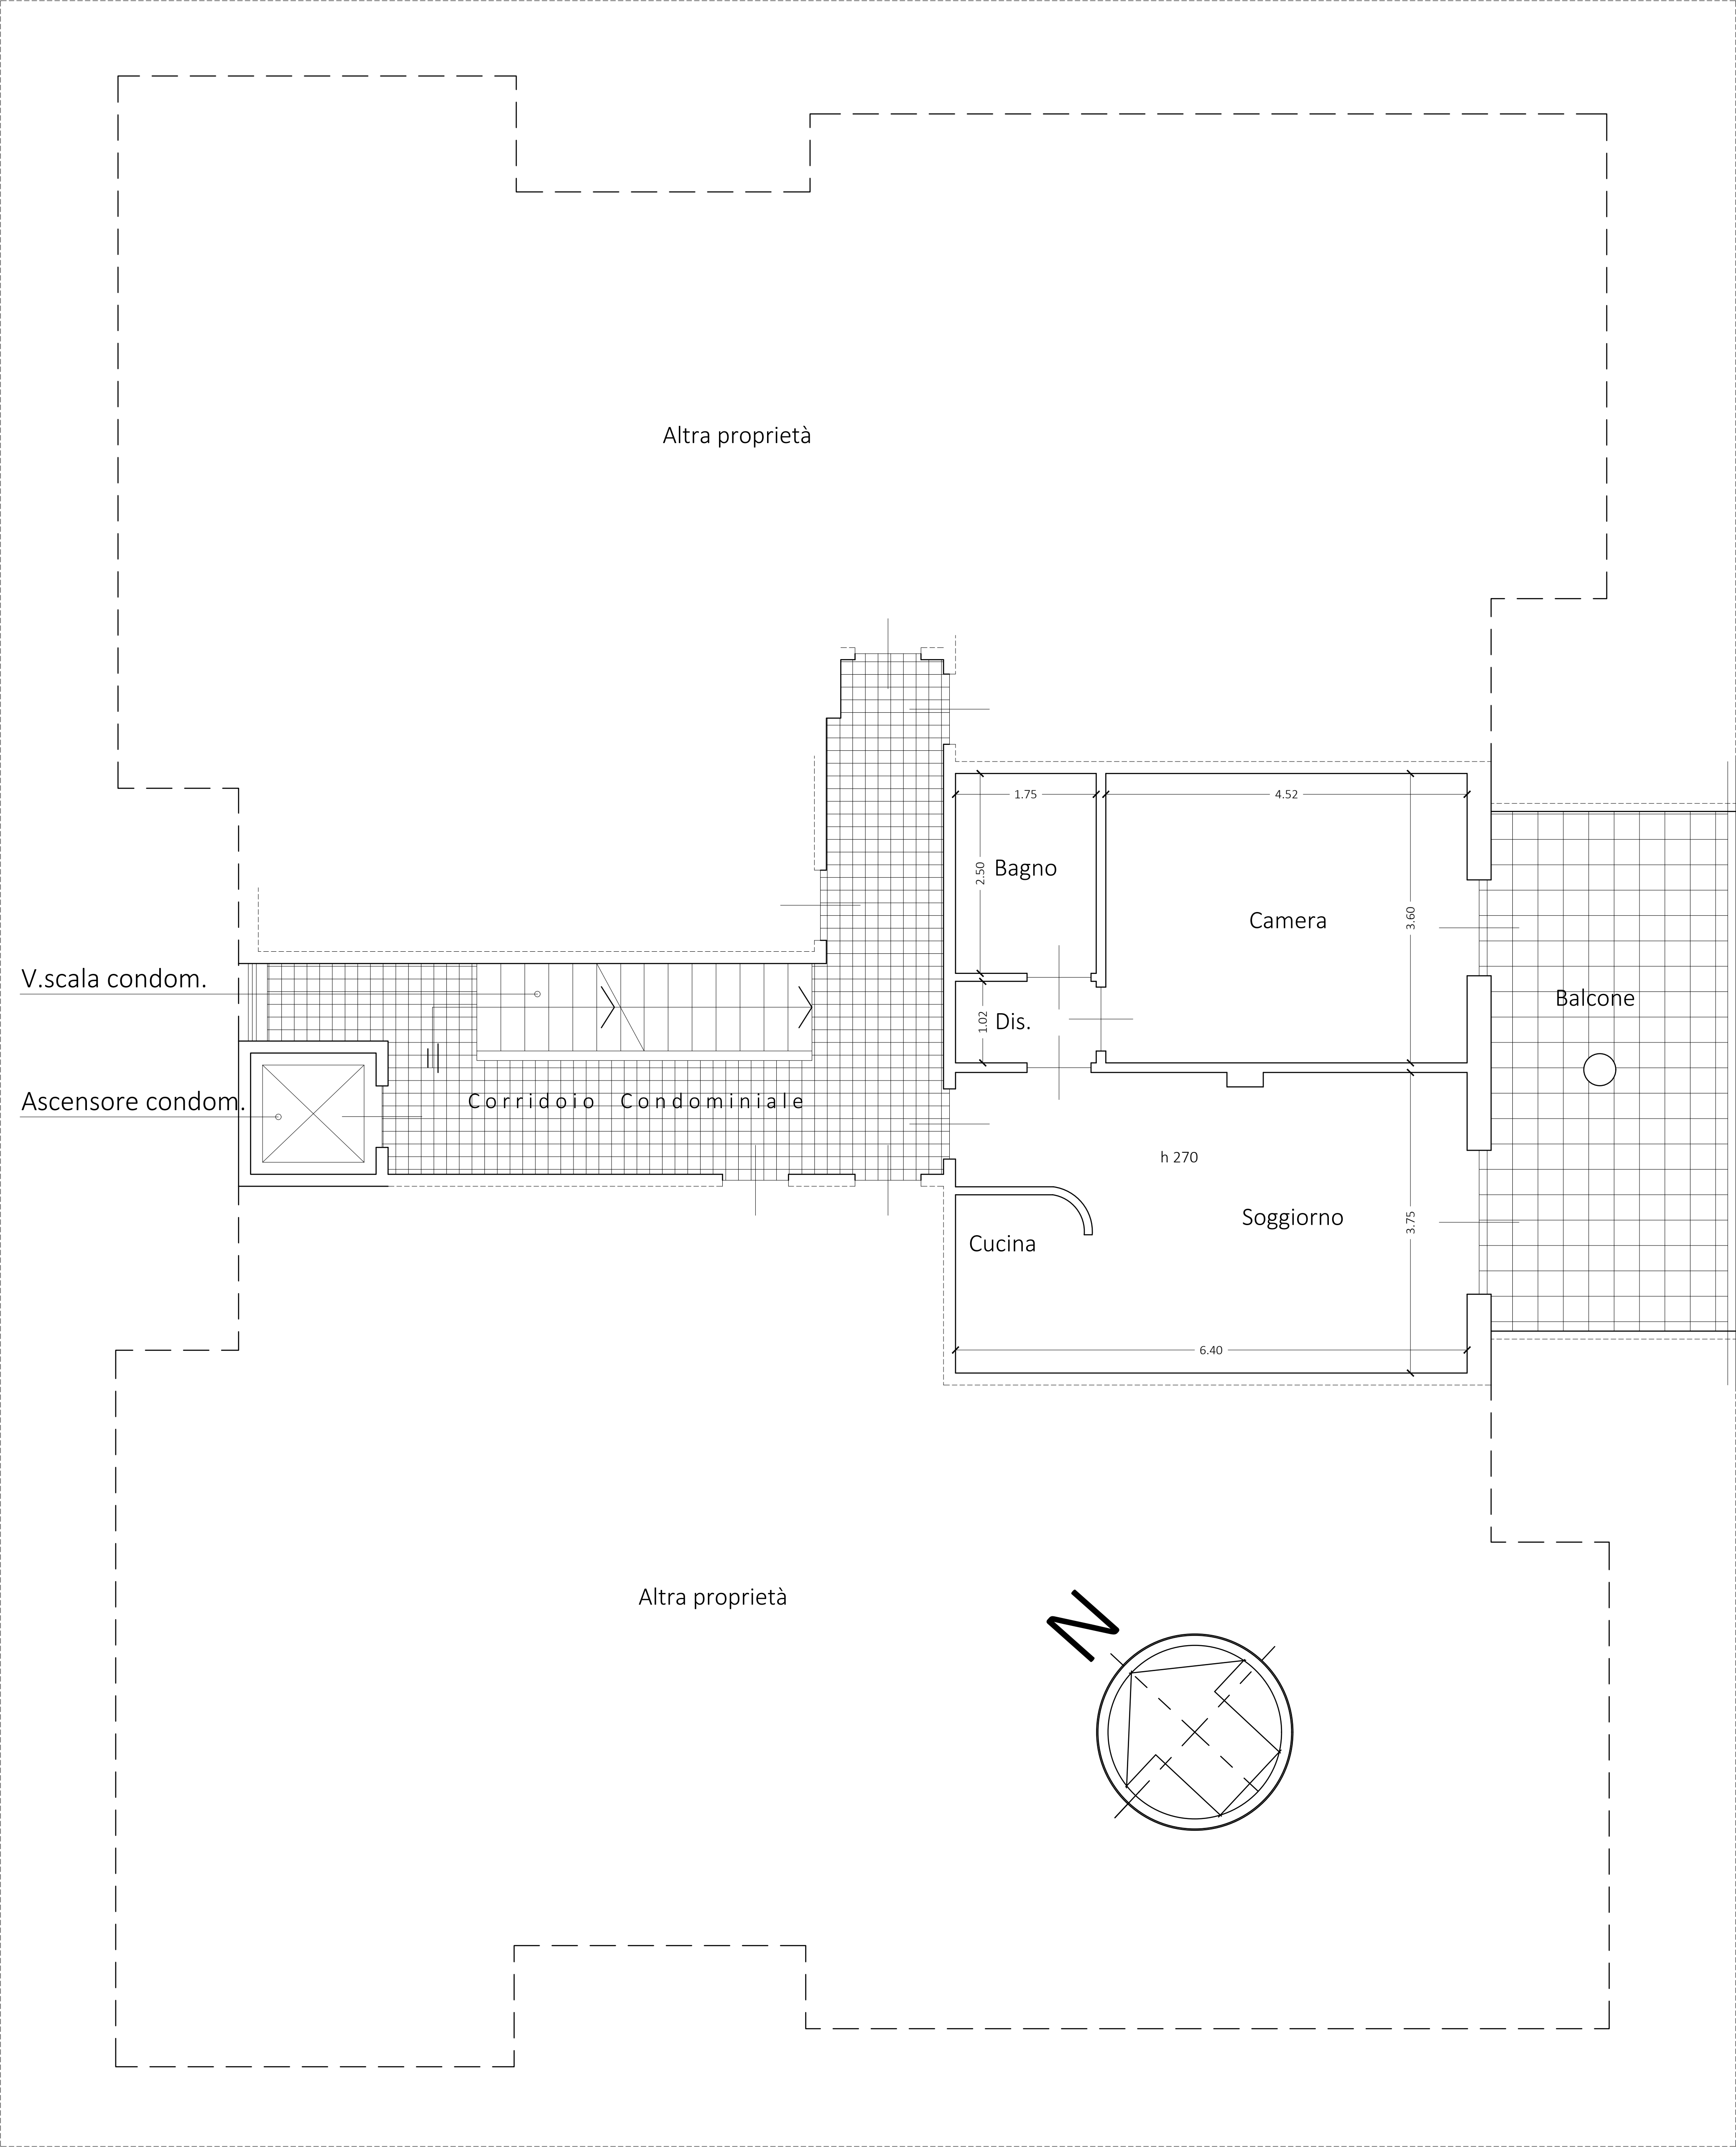 Altra proprietà
1.75
4.52
2.50
Bagno
Camera
3.60
V.scala condom.
Balcone
1.02
Dis.
Ascensore condom.
Corridoio Condominiale
h 270
Soggiorno
3.75
Cucina
6.40
Altra proprietà
N